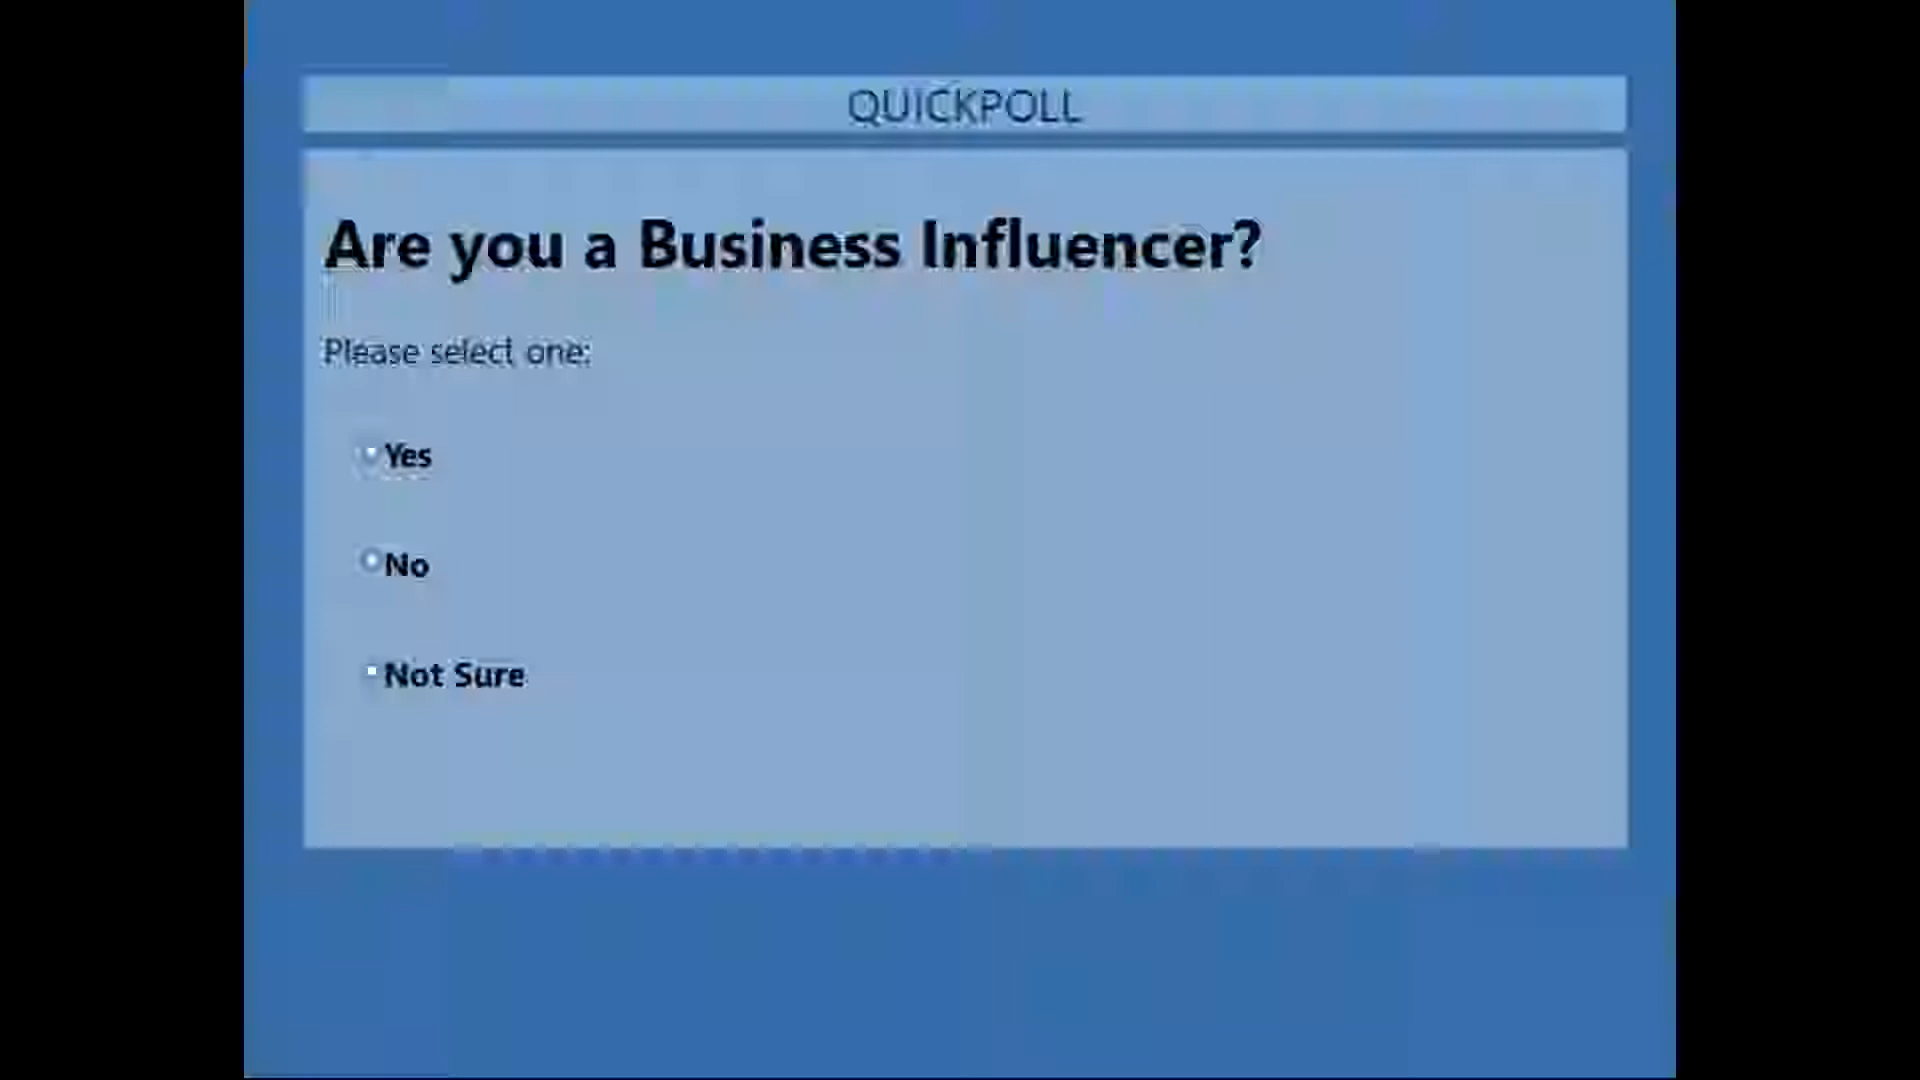 QUICKPOLL
Are you a Business Influencer?
Please select one:
Yes
No
Not Sure